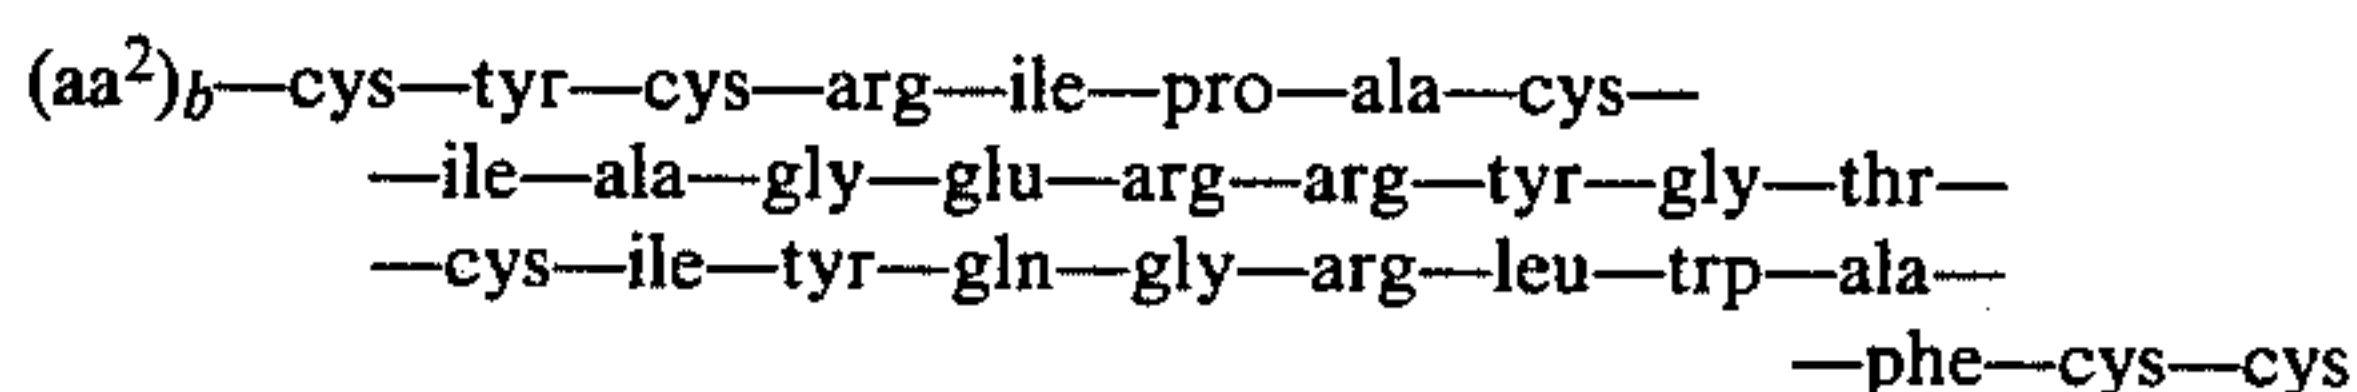 (aa²)b—cys—tyr—cys—arg—ile—pro—ala—cys—
—ile—ala—gly—glu—arg—arg—tyr—gly—thr—
—cys—ile—tyr—gln—gly—arg—leu—trp—ala—
—phe—cys—cys